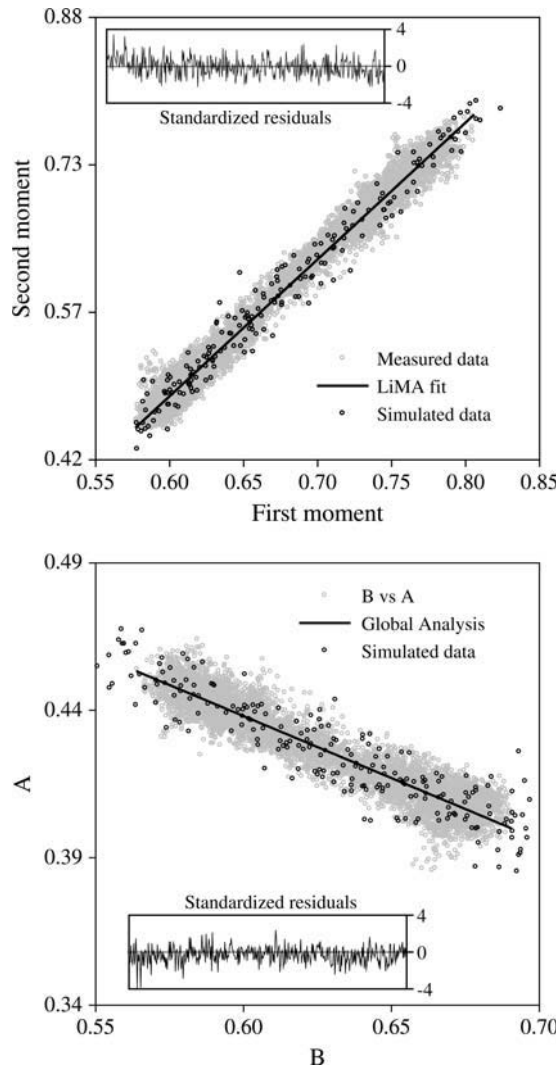 0.88
4
0
-4
Standardized residuals
0.73
Second moment
0.57
Measured data
LiMA fit
Simulated data
0.42
0.55
0.60
0.65
0.70
0.75
0.80
0.85
First moment
0.49
B vs A
Global Analysis
Simulated data
0.44
A
0.39
Standardized residuals
4
0
-4
0.34
0.55
0.60
0.65
0.70
B